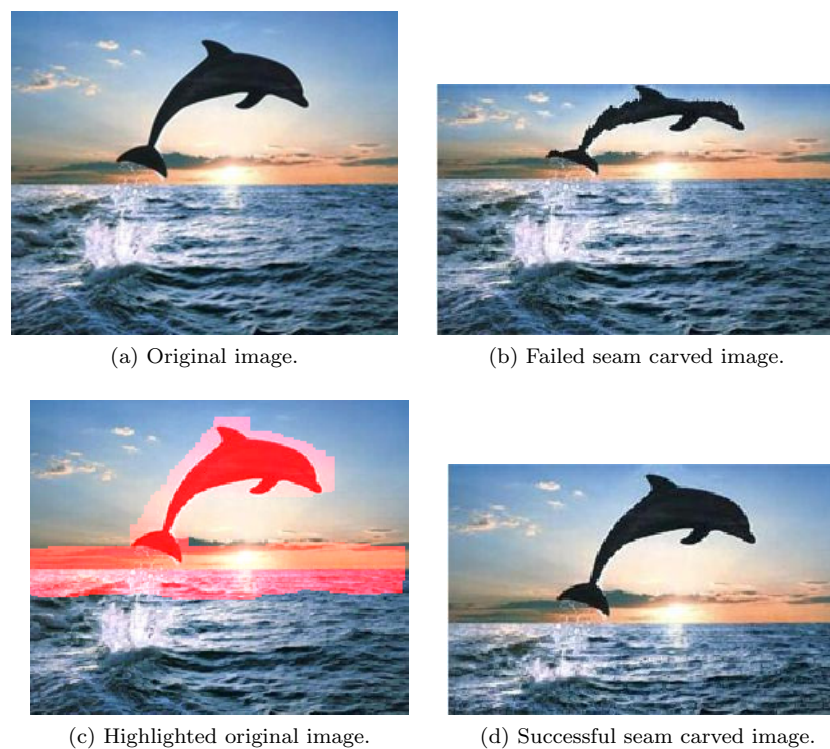 (a) Original image.
(b) Failed seam carved image.
(c) Highlighted original image.
(d) Successful seam carved image.